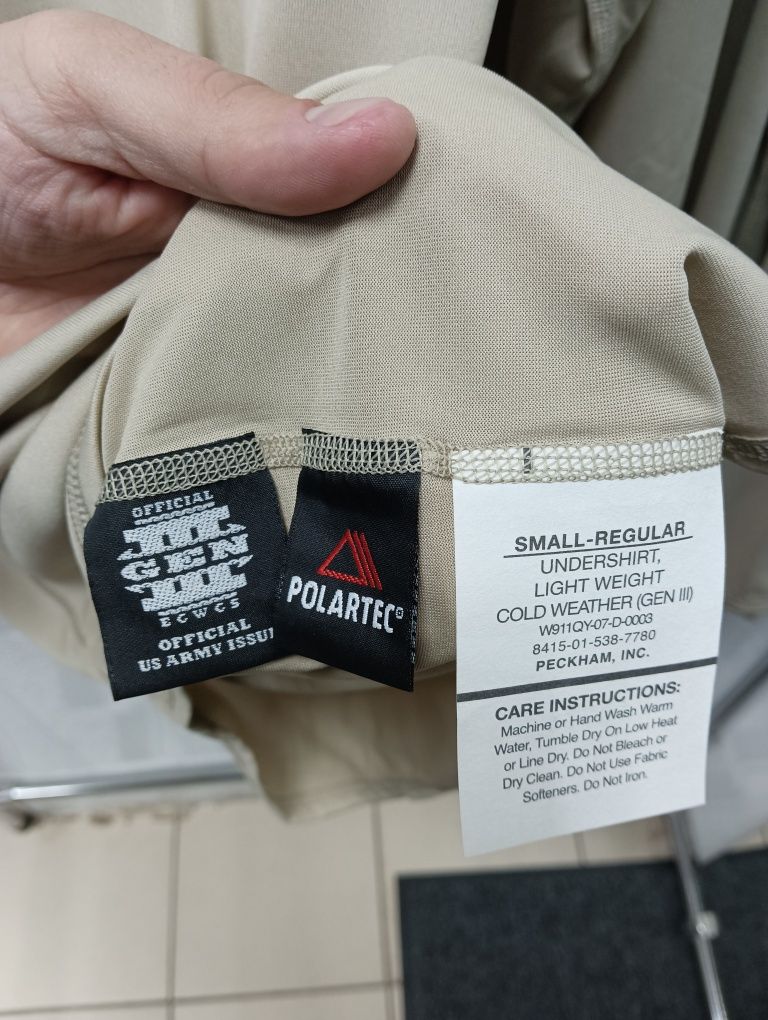 OFFICIAL
GEN
III
ECWCS
OFFICIAL
US ARMY ISSU
POLARTEC®
SMALL-REGULAR
UNDERSHIRT,
LIGHT WEIGHT
COLD WEATHER (GEN III)
W911QY-07-D-0003
8415-01-538-7780
PECKHAM, INC.
CARE INSTRUCTIONS:
Machine or Hand Wash Warm
Water, Tumble Dry On Low Heat
or Line Dry. Do Not Bleach or
Dry Clean. Do Not Use Fabric
Softeners. Do Not Iron.